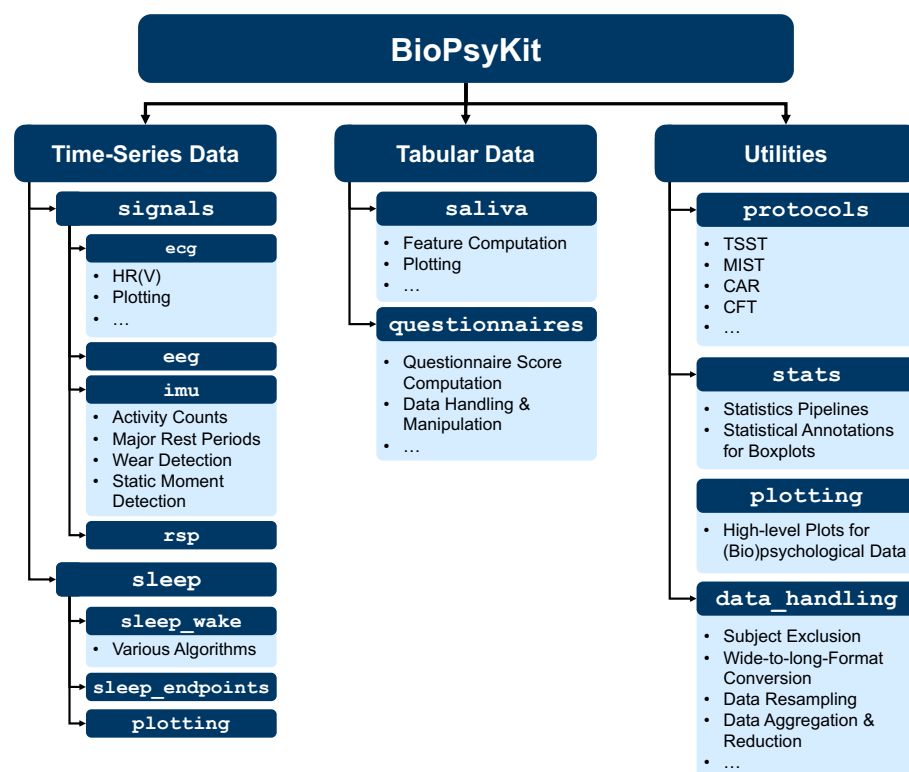 BioPsyKit
Time-Series Data
signals
ecg
• HR(V)
• Plotting
• …
eeg
imu
• Activity Counts
• Major Rest Periods
• Wear Detection
• Static Moment
Detection
rsp
sleep
sleep_wake
• Various Algorithms
sleep_endpoints
plotting
Tabular Data
saliva
• Feature Computation
• Plotting
• …
questionnaires
• Questionnaire Score
Computation
• Data Handling &
Manipulation
• …
Utilities
protocols
• TSST
• MIST
• CAR
• CFT
• …
stats
• Statistics Pipelines
• Statistical Annotations
for Boxplots
plotting
• High-level Plots for
(Bio)psychological Data
data_handling
• Subject Exclusion
• Wide-to-long-Format
Conversion
• Data Resampling
• Data Aggregation &
Reduction
• …